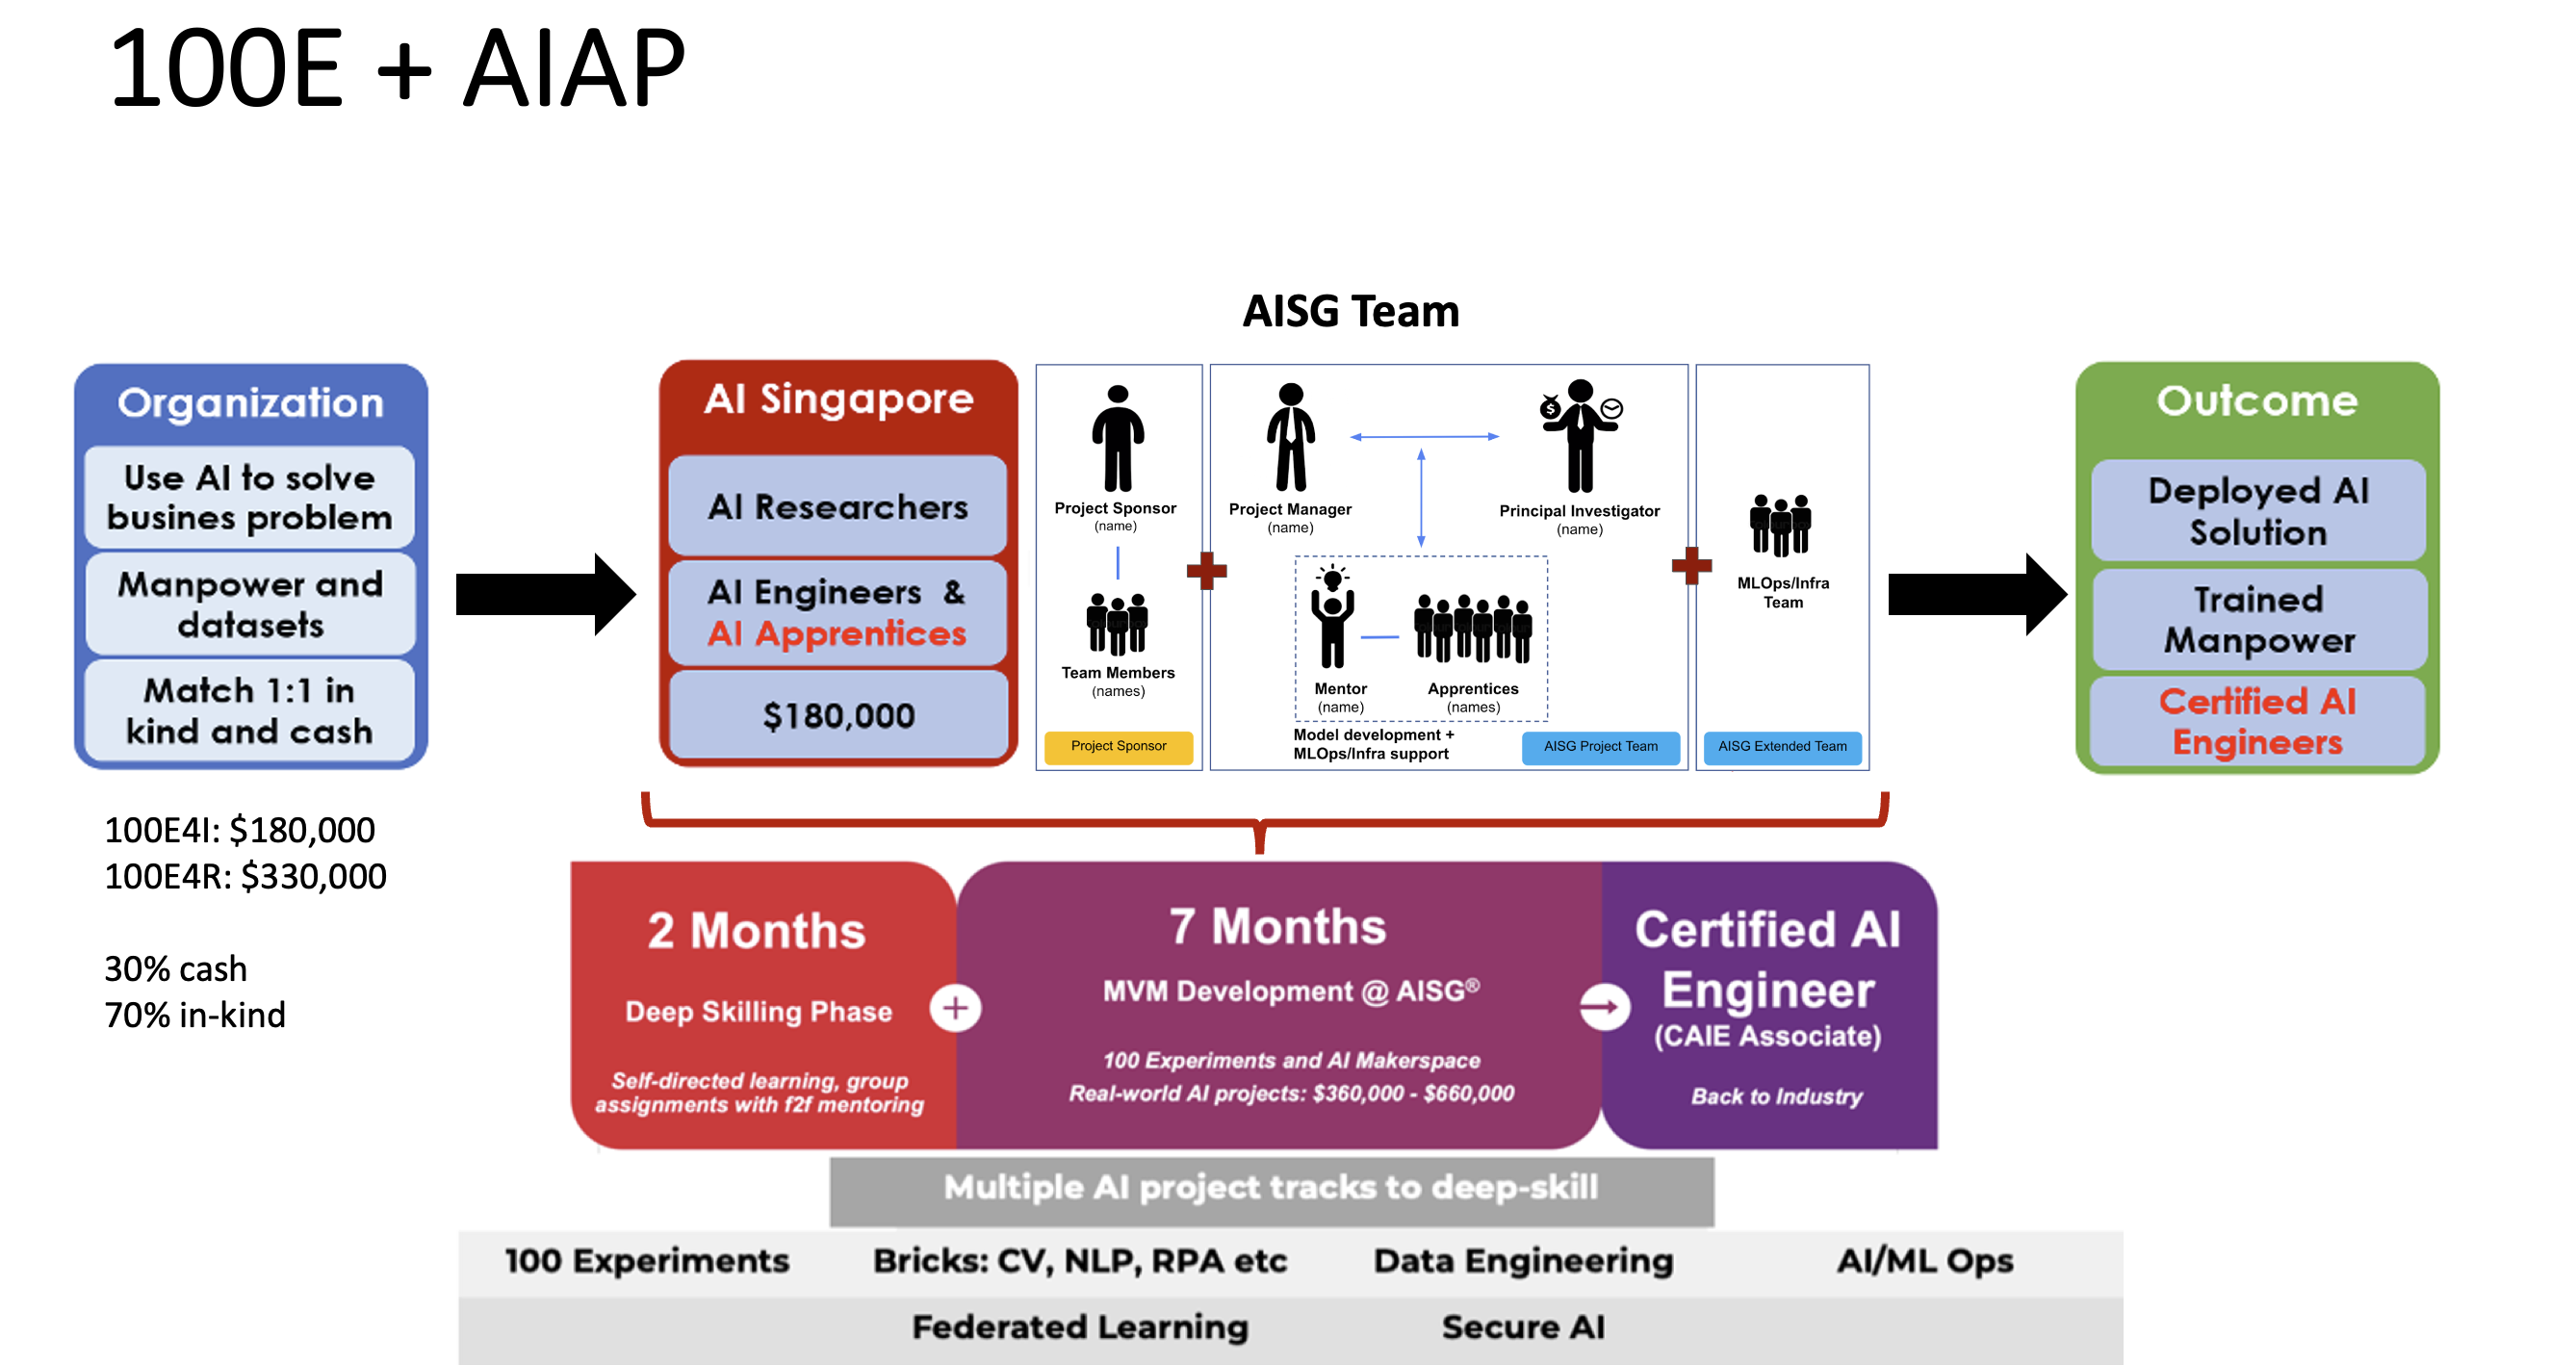 100E + AIAP
AISG Team
Organization
Use AI to solve
busines problem
Manpower and
datasets
Match 1:1 in
kind and cash
100E4I: $180,000
100E4R: $330,000
30% cash
70% in-kind
AI Singapore
AI Researchers
AI Engineers &
AI Apprentices
$180,000
Project Sponsor
(name)
Team Members
(names)
Project Sponsor
Project Manager
(name)
$
Principal Investigator
(name)
Mentor
(name)
Apprentices
(names)
Model development +
MLOps/Infra support
AISG Project Team
MLOps/Infra
Team
AISG Extended Team
Outcome
Deployed AI
Solution
Trained
Manpower
Certified AI
Engineers
2 Months
Deep Skilling Phase
Self-directed learning, group
assignments with f2f mentoring
+
7 Months
MVM Development @ AISG®
100 Experiments and AI Makerspace
Real-world AI projects: $360,000 - $660,000
Certified AI
Engineer
(CAIE Associate)
Back to Industry
Multiple AI project tracks to deep-skill
100 Experiments
Bricks: CV, NLP, RPA etc
Data Engineering
AI/ML Ops
Federated Learning
Secure AI